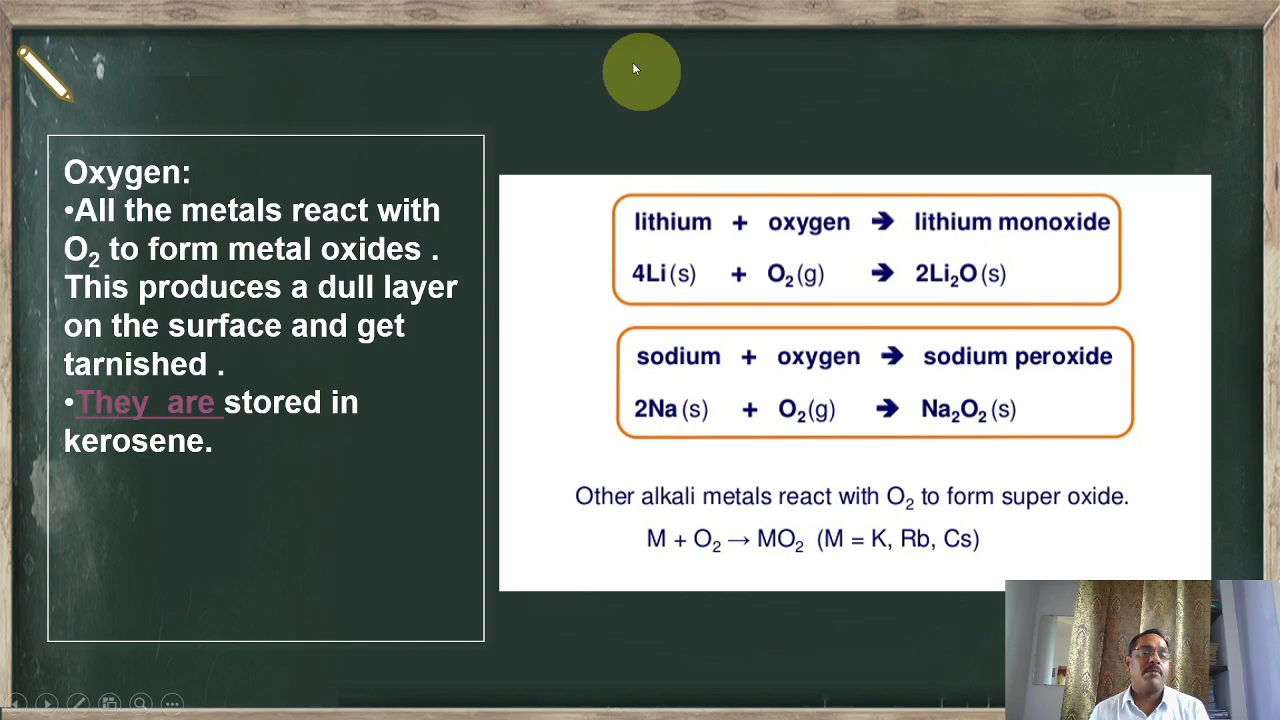 Oxygen:
•All the metals react with
O₂ to form metal oxides .
This produces a dull layer
on the surface and get
tarnished .
•They are stored in
kerosene.
lithium + oxygen ➔ lithium monoxide
4Li (s) + O₂ (g) ➔ 2Li₂O (s)
sodium + oxygen ➔ sodium peroxide
2Na (s) + O₂ (g) ➔ Na₂O₂ (s)
Other alkali metals react with O₂ to form super oxide.
M + O₂ → MO₂ (M = K, Rb, Cs)